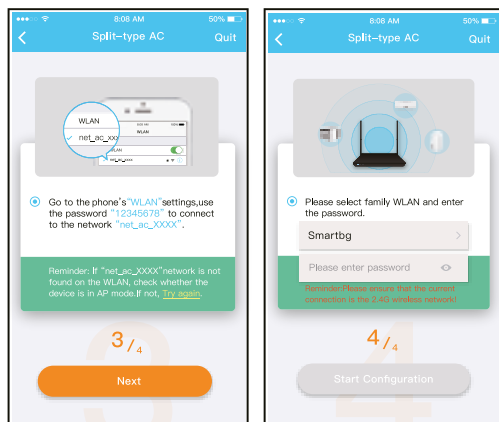 8:08 AM
50%
Split-type AC
Quit
WLAN
net_ac_xxx
WLAN
WLAN
Go to the phone's"WLAN"settings,use
the password "12345678" to connect
to the network "net_ac_XXXX".
Reminder: If "net_ac_XXXX"network is not
found on the WLAN, check whether the
device is in AP mode.If not, Try again.
3/4
Next
8:08 AM
50%
Split-type AC
Quit
Please select family WLAN and enter
the password.
Smartbg
Please enter password
Reminder:Please ensure that the current
connection is the 2.4G wireless network!
4/4
Start Configuration